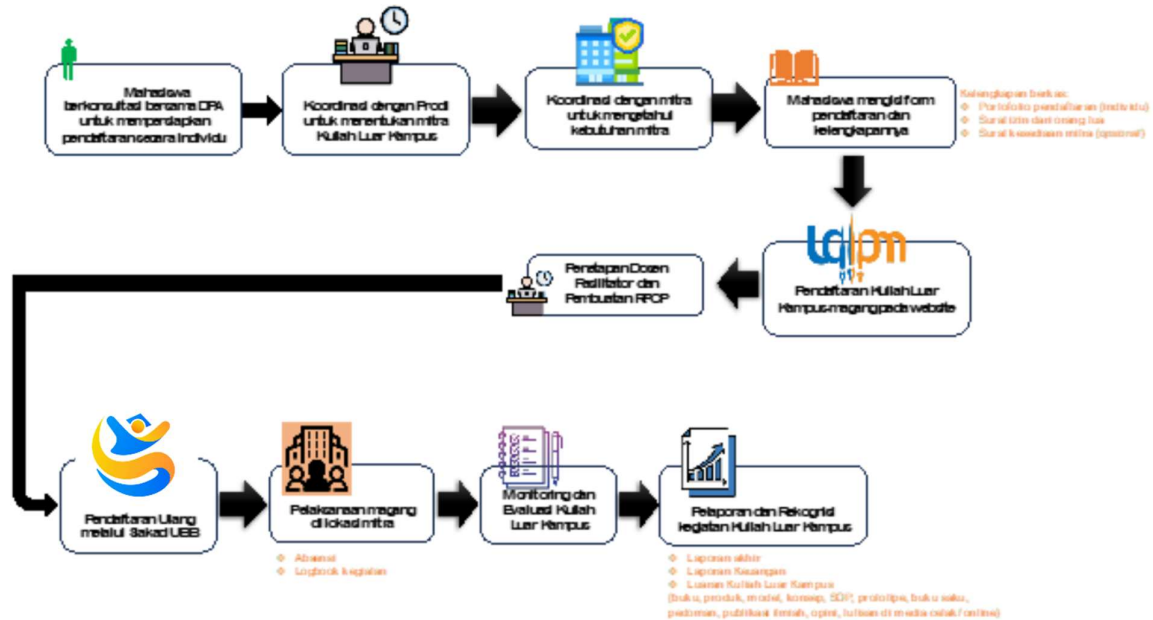 Mahasiswa
berkonsultasi bersama DPA
untuk mempersiapkan
pendaftaran secara individu
Koordinasi dengan Prodi
untuk menentukan mitra
Kuliah Luar Kampus
Koordinasi dengan mitra
untuk mengetahui
kebutuhan mitra
Mahasiswa mengisi form
pendaftaran dan
kelengkapannya
Kelengkapan berkas:
Portofolio pendaftaran (individu)
Surat izin dari orang tua
Surat kesediaan mitra (opsional)
Pendaftaran Kuliah Luar
Kampus-magang pada website
Penetapan Dosen
Fasilitator dan
Pembuatan RPCP
Pendaftaran Ulang
melalui Siakad UBB
Pelaksanaan magang
di lokasi mitra
Absensi
Logbook kegiatan
Monitoring dan
Evaluasi Kuliah
Luar Kampus
Pelaporan dan Rekognisi
kegiatan Kuliah Luar Kampus
Laporan akhir
Laporan Keuangan
Luaran Kuliah Luar Kampus
(buku, produk, model, konsep, SOP, prototipe, buku saku,
pedoman, publikasi ilmiah, opini, tulisan di media cetak/online)